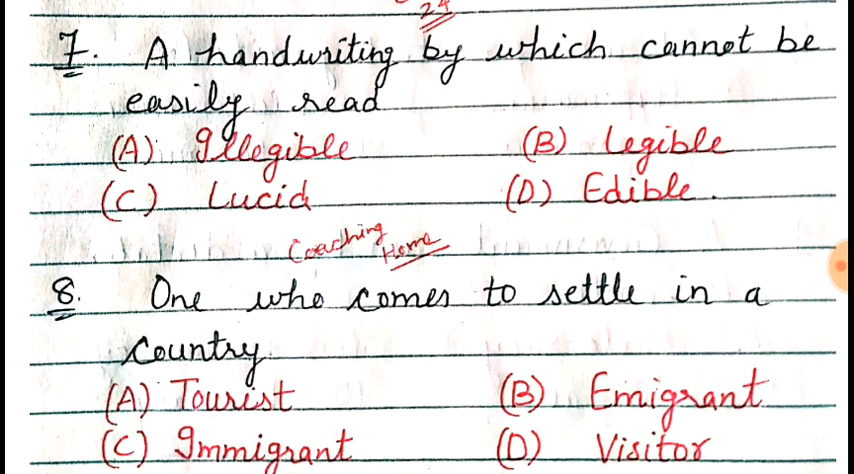 24
7. A handwriting by which cannot be
easily read
(A) Illegible (B) Legible
(C) Lucid (D) Edible.
Coaching Home
8. One who comes to settle in a
Country
(A) Tourist (B) Emigrant
(C) Immigrant (D) Visitor